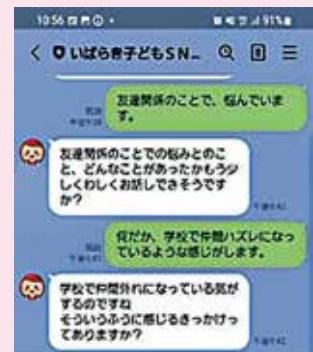 10:56
91%
いばらき子どもSN...
友達関係のことで、悩んでいま
す。
既読
友達関係のことでの悩みとのこ
と、どんなことがあったかもう少
しくわしくお話しできそうです
か?
何だか、学校で仲間ハズレになっ
ているような感じがします。
既読
学校で仲間外れになっている気が
するのですね
そういうふうに感じるきっかけっ
てありますか?